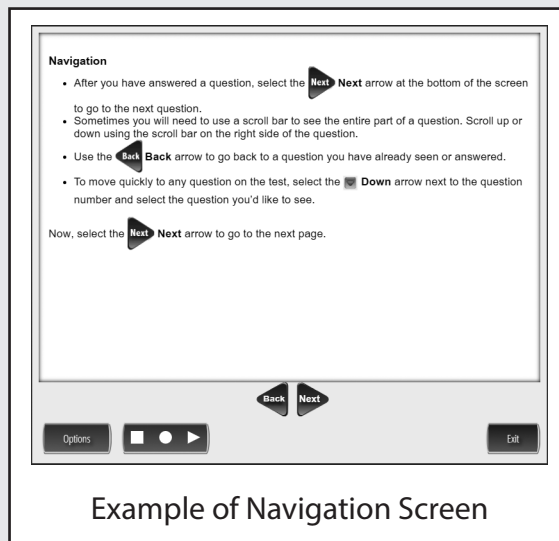 Navigation
• After you have answered a question, select the Next Next arrow at the bottom of the screen
to go to the next question.
• Sometimes you will need to use a scroll bar to see the entire part of a question. Scroll up or
down using the scroll bar on the right side of the question.
• Use the Back Back arrow to go back to a question you have already seen or answered.
• To move quickly to any question on the test, select the Down arrow next to the question
number and select the question you'd like to see.
Now, select the Next Next arrow to go to the next page.
Back Next
Options Exit
Example of Navigation Screen